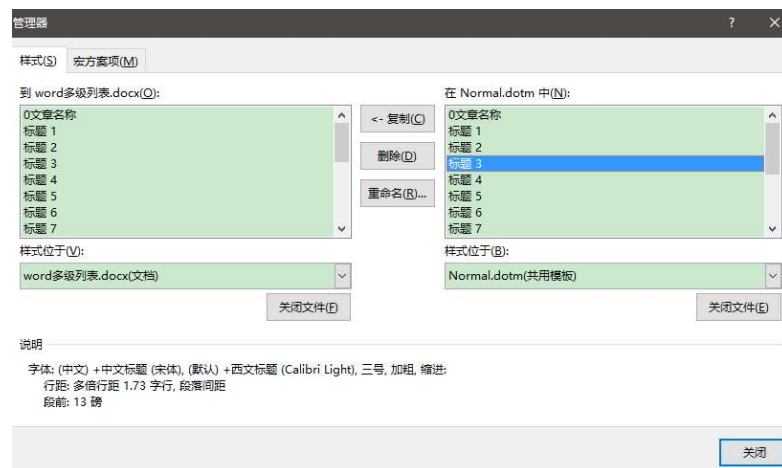 管理器
? ×
样式(S) 宏方案项(M)
到 word多级列表.docx(O):
0文章名称
标题 1
标题 2
标题 3
标题 4
标题 5
标题 6
标题 7
样式位于(V):
word多级列表.docx(文档)
关闭文件(F)
<- 复制(C)
删除(D)
重命名(R)...
在 Normal.dotm 中(N):
0文章名称
标题 1
标题 2
标题 3
标题 4
标题 5
标题 6
标题 7
样式位于(B):
Normal.dotm(共用模板)
关闭文件(E)
说明
字体: (中文) +中文标题 (宋体), (默认) +西文标题 (Calibri Light), 三号, 加粗, 缩进:
行距: 多倍行距 1.73 字行, 段落间距
段前: 13 磅
关闭